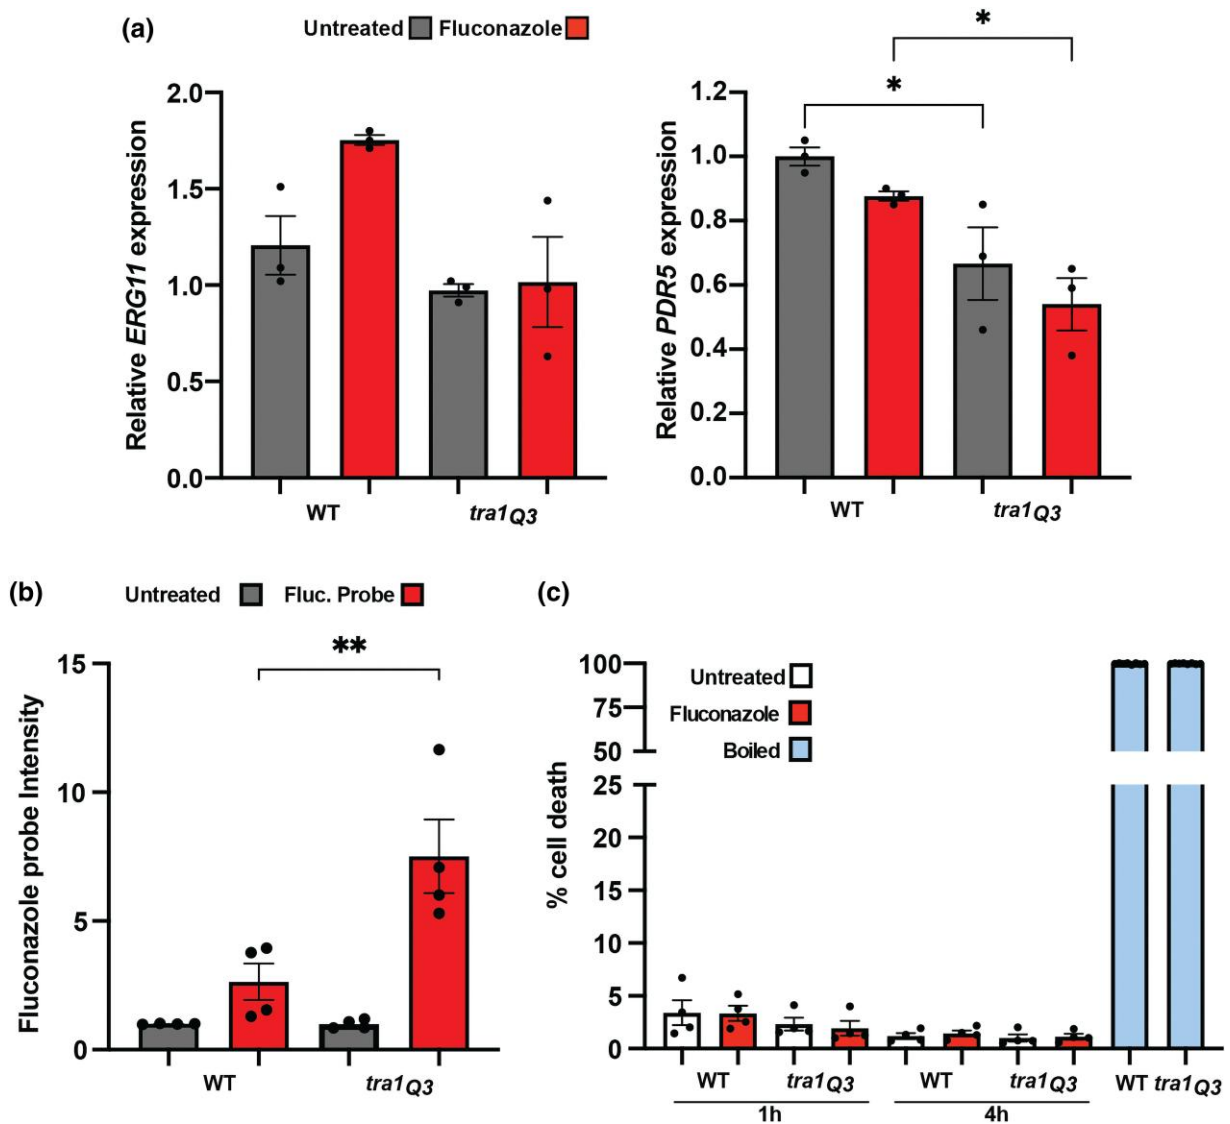 (a)
Untreated Fluconazole
Relative ERG11 expression
2.0
1.5
1.0
0.5
0.0
WT tra1Q3
*
*
Relative PDR5 expression
1.2
1.0
0.8
0.6
0.4
0.2
0.0
WT tra1Q3
(b)
Untreated Fluc. Probe
**
Fluconazole probe Intensity
15
10
5
0
WT tra1Q3
(c)
Untreated
Fluconazole
Boiled
% cell death
100
75
50
25
20
15
10
5
0
WT tra1Q3 WT tra1Q3 WT tra1Q3
1h 4h